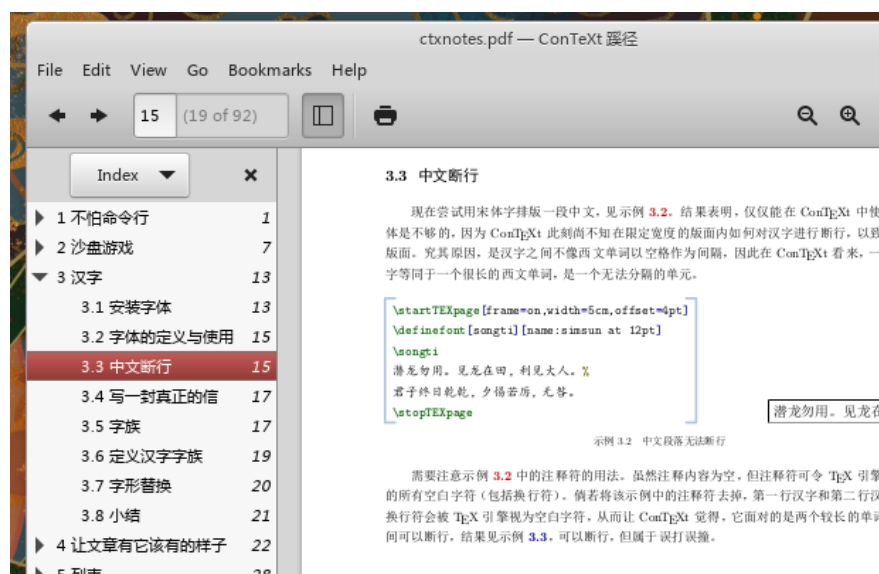 ctxnotes.pdf — ConTeXt 蹊径
File Edit View Go Bookmarks Help
15 (19 of 92)
Index
1 不怕命令行 1
2 沙盘游戏 7
3 汉字 13
3.1 安装字体 13
3.2 字体的定义与使用 15
3.3 中文断行 15
3.4 写一封真正的信 17
3.5 字族 17
3.6 定义汉字字族 19
3.7 字形替换 20
3.8 小结 21
4 让文章有它该有的样子 22
3.3 中文断行
现在尝试用宋体字排版一段中文，见示例 3.2。结果表明，仅仅能在 ConTeXt 中使
体是不够的，因为 ConTeXt 此刻尚不知在限定宽度的版面内如何对汉字进行断行，以致
版面。究其原因，是汉字之间不像西文单词以空格作为间隔，因此在 ConTeXt 看来，一
字等同于一个很长的西文单词，是一个无法分隔的单元。
\startTEXpage[frame=on,width=5cm,offset=4pt]
\definefont[songti][name:simsun at 12pt]
\songti
潜龙勿用。见龙在田，利见大人。%
君子终日乾乾，夕惕若厉，无咎。
\stopTEXpage
潜龙勿用。见龙在
示例 3.2 中文段落无法断行
需要注意示例 3.2 中的注释符的用法。虽然注释内容为空，但注释符可令 TeX 引擎
的所有空白字符（包括换行符）。倘若将该示例中的注释符去掉，第一行汉字和第二行汉
换行符会被 TeX 引擎视为空白字符，从而让 ConTeXt 觉得，它面对的是两个较长的单词
间可以断行，结果见示例 3.3，可以断行，但属于误打误撞。